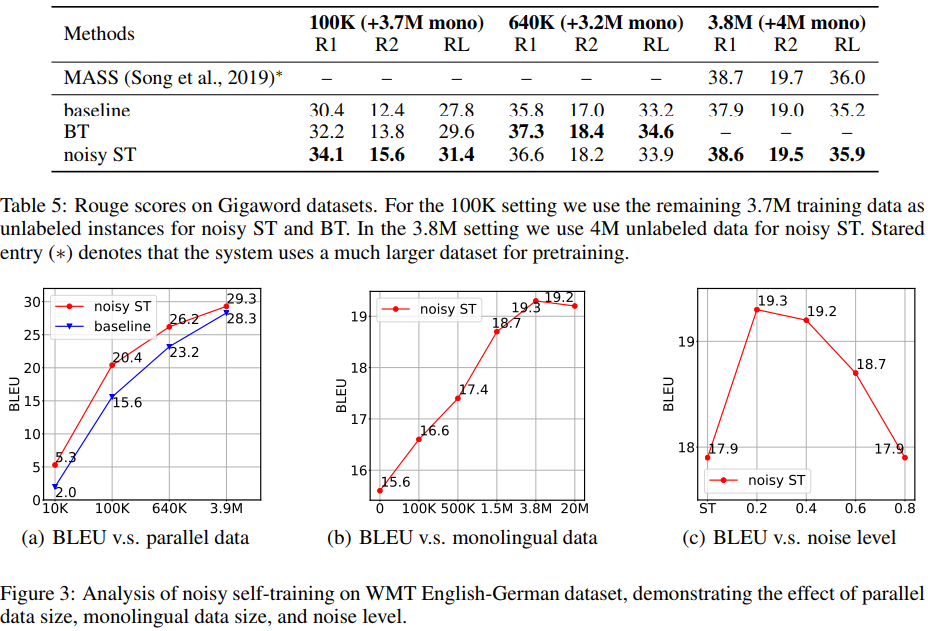 Methods 100K (+3.7M mono) 640K (+3.2M mono) 3.8M (+4M mono)
R1 R2 RL R1 R2 RL R1 R2 RL
MASS (Song et al., 2019)* – – – – – – 38.7 19.7 36.0
baseline 30.4 12.4 27.8 35.8 17.0 33.2 37.9 19.0 35.2
BT 32.2 13.8 29.6 37.3 18.4 34.6 – – –
noisy ST 34.1 15.6 31.4 36.6 18.2 33.9 38.6 19.5 35.9
Table 5: Rouge scores on Gigaword datasets. For the 100K setting we use the remaining 3.7M training data as
unlabeled instances for noisy ST and BT. In the 3.8M setting we use 4M unlabeled data for noisy ST. Stared
entry (*) denotes that the system uses a much larger dataset for pretraining.
noisy ST
baseline
BLEU
30
25
20
15
10
5
0
5.3
20.4
26.2
29.3
2.0
15.6
23.2
28.3
10K 100K 640K 3.9M
(a) BLEU v.s. parallel data
noisy ST
BLEU
19
18
17
16
15.6
16.6
17.4
18.7
19.3
19.2
0 100K 500K 1.5M 3.8M 20M
(b) BLEU v.s. monolingual data
BLEU
19
18
17.9
19.3
19.2
18.7
17.9
noisy ST
ST 0.2 0.4 0.6 0.8
(c) BLEU v.s. noise level
Figure 3: Analysis of noisy self-training on WMT English-German dataset, demonstrating the effect of parallel
data size, monolingual data size, and noise level.